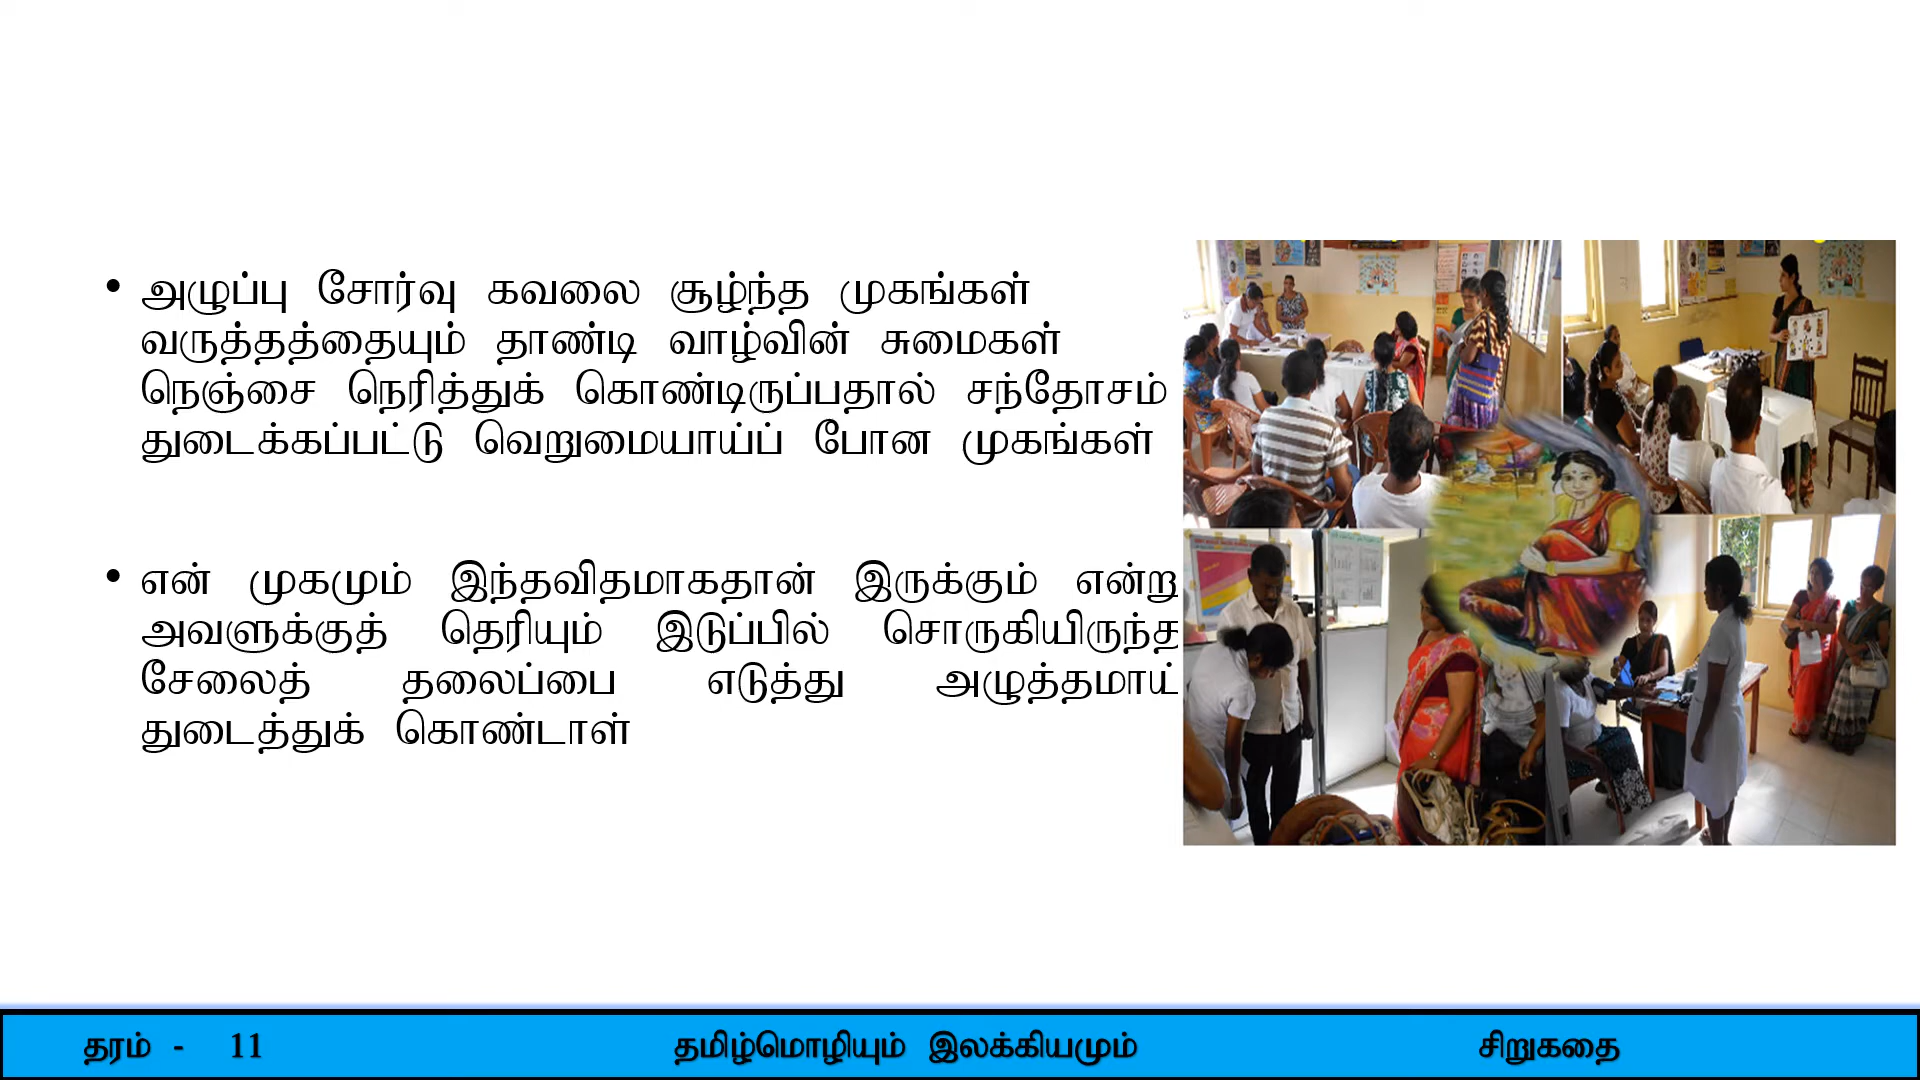 • அழுப்பு சோர்வு கவலை சூழ்ந்த முகங்கள்
வருத்தத்தையும் தாண்டி வாழ்வின் சுமைகள்
நெஞ்சை நெரித்துக் கொண்டிருப்பதால் சந்தோசம்
துடைக்கப்பட்டு வெறுமையாய்ப் போன முகங்கள்
• என் முகமும் இந்தவிதமாகதான் இருக்கும் என்று
அவளுக்குத் தெரியும் இடுப்பில் சொருகியிருந்த
சேலைத் தலைப்பை எடுத்து அழுத்தமாய்
துடைத்துக் கொண்டாள்
தரம் - 11 தமிழ்மொழியும் இலக்கியமும் சிறுகதை